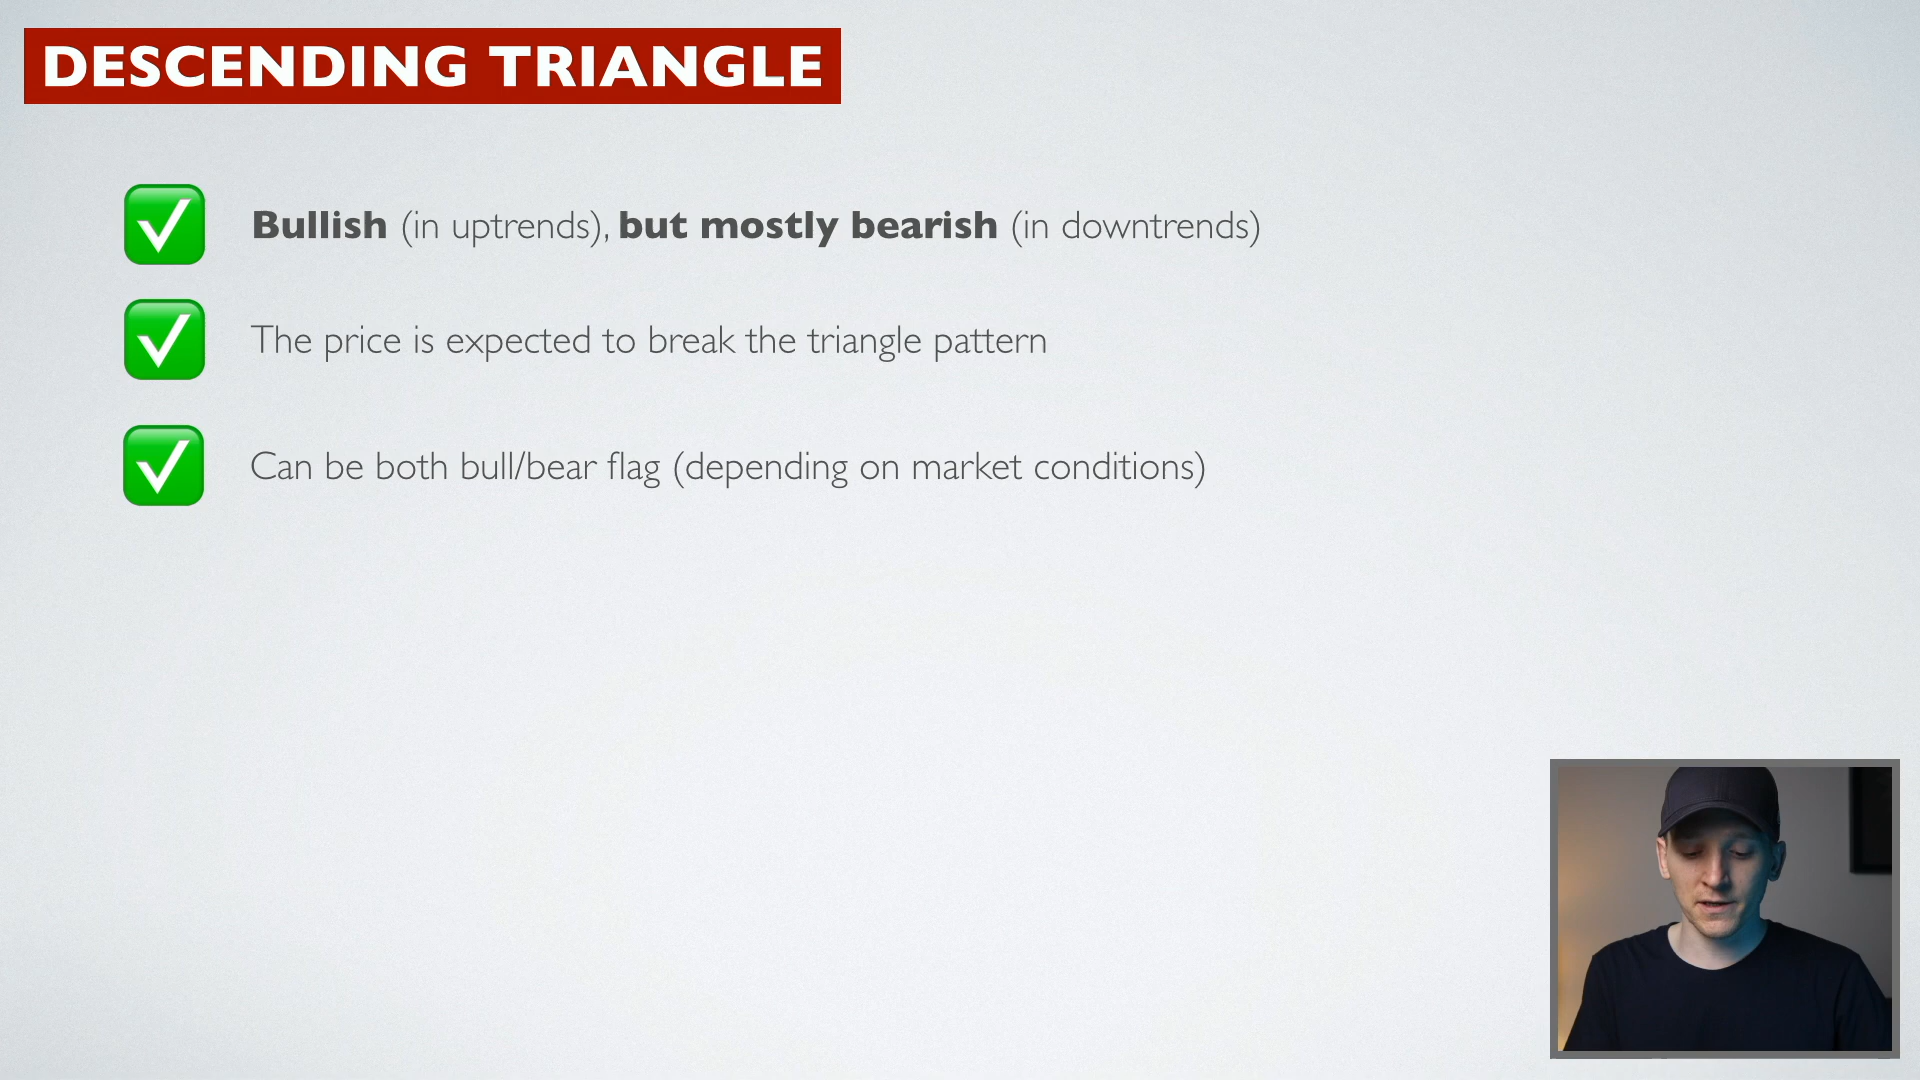 DESCENDING TRIANGLE
Bullish (in uptrends), but mostly bearish (in downtrends)
The price is expected to break the triangle pattern
Can be both bull/bear flag (depending on market conditions)